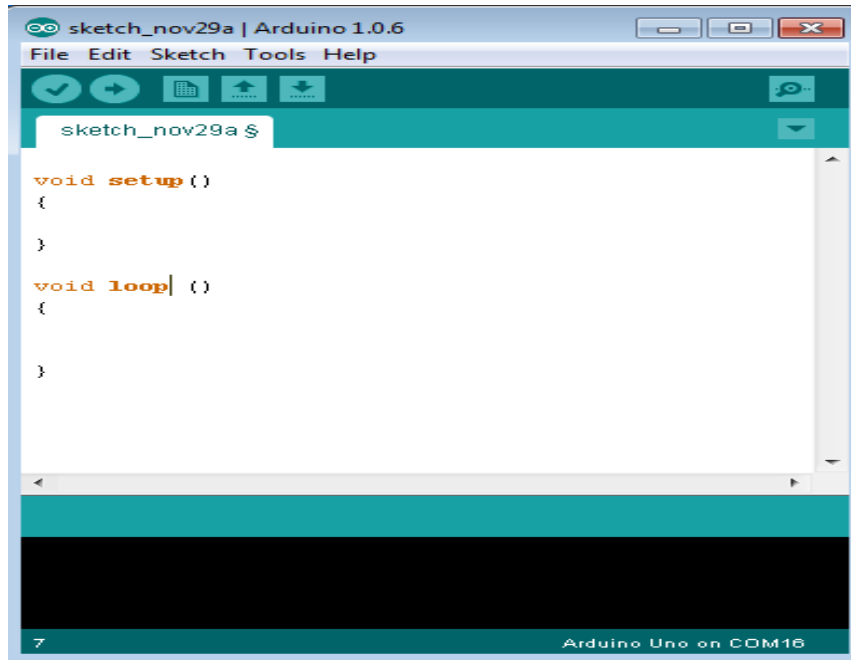 sketch_nov29a | Arduino 1.0.6
File Edit Sketch Tools Help
sketch_nov29a §
void setup()
{
}
void loop ()
{
}
7
Arduino Uno on COM16